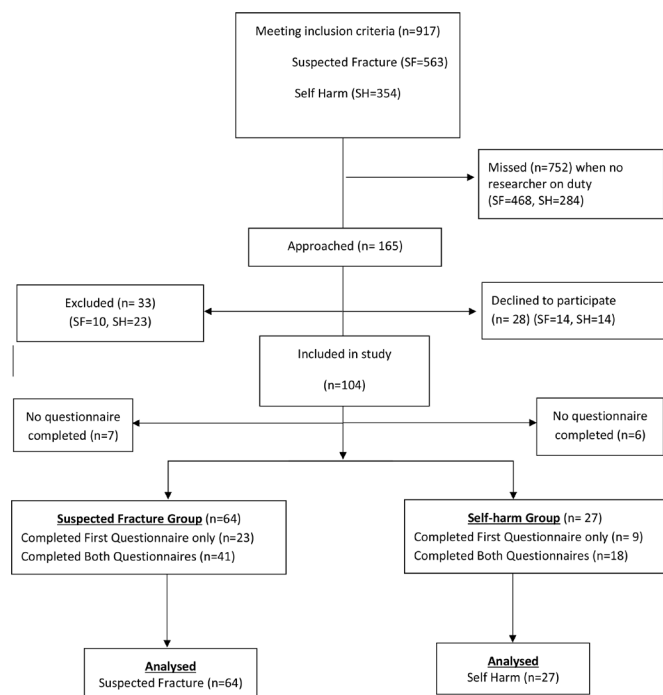 Meeting inclusion criteria (n=917)
Suspected Fracture (SF=563)
Self Harm (SH=354)
Missed (n=752) when no
researcher on duty
(SF=468, SH=284)
Approached (n= 165)
Excluded (n= 33)
(SF=10, SH=23)
Declined to participate
(n= 28) (SF=14, SH=14)
Included in study
(n=104)
No questionnaire
completed (n=7)
No questionnaire
completed (n=6)
Suspected Fracture Group (n=64)
Completed First Questionnaire only (n=23)
Completed Both Questionnaires (n=41)
Self-harm Group (n= 27)
Completed First Questionnaire only (n= 9)
Completed Both Questionnaires (n=18)
Analysed
Suspected Fracture (n=64)
Analysed
Self Harm (n=27)